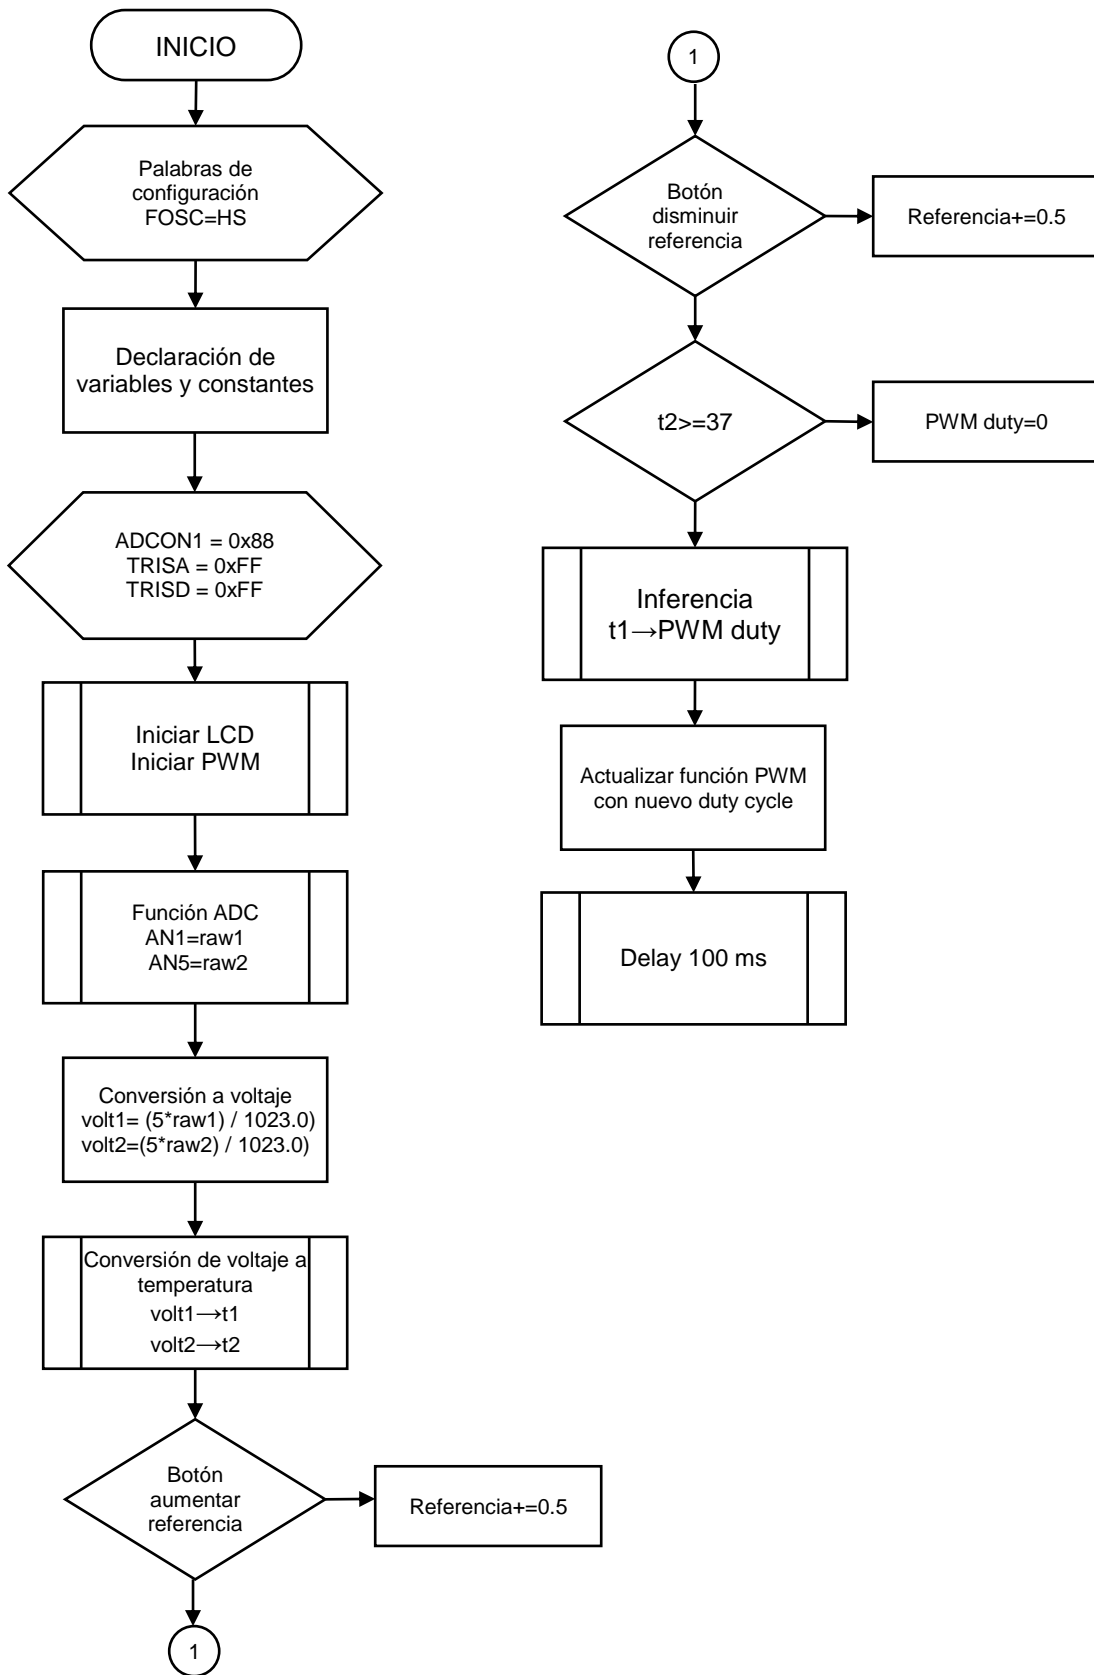 INICIO
Palabras de
configuración
FOSC=HS
Declaración de
variables y constantes
ADCON1 = 0x88
TRISA = 0xFF
TRISD = 0xFF
Iniciar LCD
Iniciar PWM
Función ADC
AN1=raw1
AN5=raw2
Conversión a voltaje
volt1= (5*raw1) / 1023.0)
volt2=(5*raw2) / 1023.0)
Conversión de voltaje a
temperatura
volt1→t1
volt2→t2
Botón
aumentar
referencia
Referencia+=0.5
1
1
Botón
disminuir
referencia
Referencia+=0.5
t2>=37
PWM duty=0
Inferencia
t1→PWM duty
Actualizar función PWM
con nuevo duty cycle
Delay 100 ms